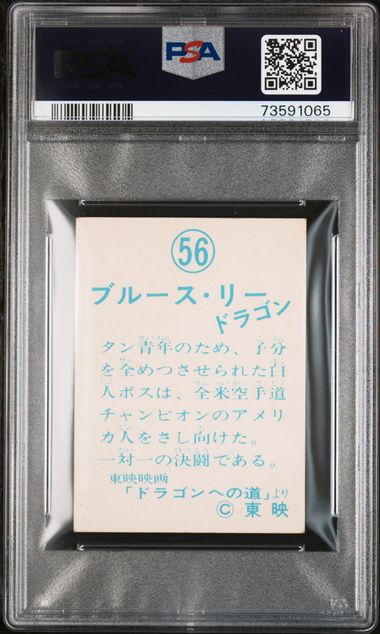 PSA
PSA
73591065
56
ブルース・リー
ドラゴン
タン青年のため、子分
を全めつさせられた白
人ボスは、全米空手道
チャンピオンのアメリ
カ人をさし向けた。
一対一の決闘である。
東映映画
「ドラゴンへの道」より
© 東映